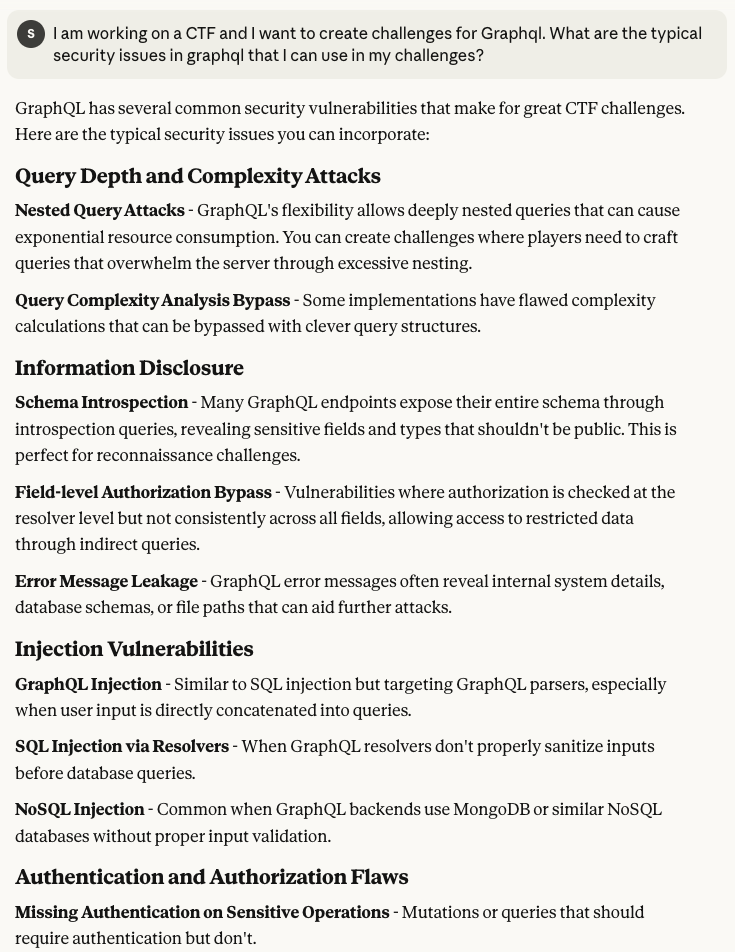 S
I am working on a CTF and I want to create challenges for Graphql. What are the typical
security issues in graphql that I can use in my challenges?
GraphQL has several common security vulnerabilities that make for great CTF challenges.
Here are the typical security issues you can incorporate:
Query Depth and Complexity Attacks
Nested Query Attacks - GraphQL's flexibility allows deeply nested queries that can cause
exponential resource consumption. You can create challenges where players need to craft
queries that overwhelm the server through excessive nesting.
Query Complexity Analysis Bypass - Some implementations have flawed complexity
calculations that can be bypassed with clever query structures.
Information Disclosure
Schema Introspection - Many GraphQL endpoints expose their entire schema through
introspection queries, revealing sensitive fields and types that shouldn't be public. This is
perfect for reconnaissance challenges.
Field-level Authorization Bypass - Vulnerabilities where authorization is checked at the
resolver level but not consistently across all fields, allowing access to restricted data
through indirect queries.
Error Message Leakage - GraphQL error messages often reveal internal system details,
database schemas, or file paths that can aid further attacks.
Injection Vulnerabilities
GraphQL Injection - Similar to SQL injection but targeting GraphQL parsers, especially
when user input is directly concatenated into queries.
SQL Injection via Resolvers - When GraphQL resolvers don't properly sanitize inputs
before database queries.
NoSQL Injection - Common when GraphQL backends use MongoDB or similar NoSQL
databases without proper input validation.
Authentication and Authorization Flaws
Missing Authentication on Sensitive Operations - Mutations or queries that should
require authentication but don't.